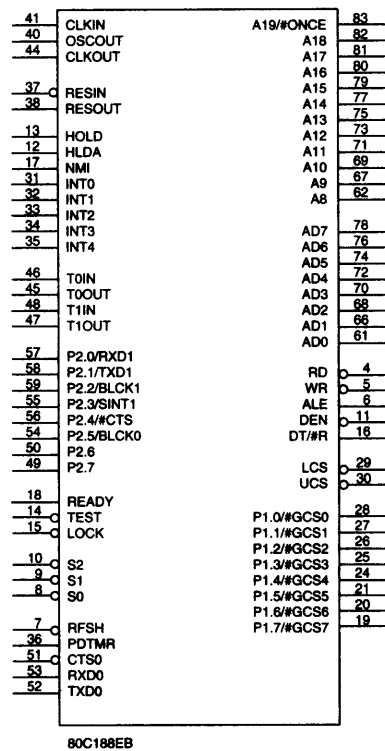 41 CLKIN A19/#ONCE 83
40 OSCOUT A18 82
44 CLKOUT A17 81
A16 80
37 RESIN A15 79
38 RESOUT A14 77
A13 75
13 HOLD A12 73
12 HLDA A11 71
17 NMI A10 69
31 INT0 A9 67
32 INT1 A8 62
33 INT2
34 INT3 AD7 78
35 INT4 AD6 76
AD5 74
46 T0IN AD4 72
45 T0OUT AD3 70
48 T1IN AD2 68
47 T1OUT AD1 66
AD0 61
57 P2.0/RXD1
58 P2.1/TXD1 RD 4
59 P2.2/BLCK1 WR 5
55 P2.3/SINT1 ALE 6
56 P2.4/#CTS DEN 11
54 P2.5/BLCK0 DT/#R 16
50 P2.6
49 P2.7 LCS 29
UCS 30
18 READY
14 TEST P1.0/#GCS0 28
15 LOCK P1.1/#GCS1 27
P1.2/#GCS2 26
10 S2 P1.3/#GCS3 25
9 S1 P1.4/#GCS4 24
8 S0 P1.5/#GCS5 21
P1.6/#GCS6 20
7 RFSH P1.7/#GCS7 19
36 PDTMR
51 CTS0
53 RXD0
52 TXD0
80C188EB